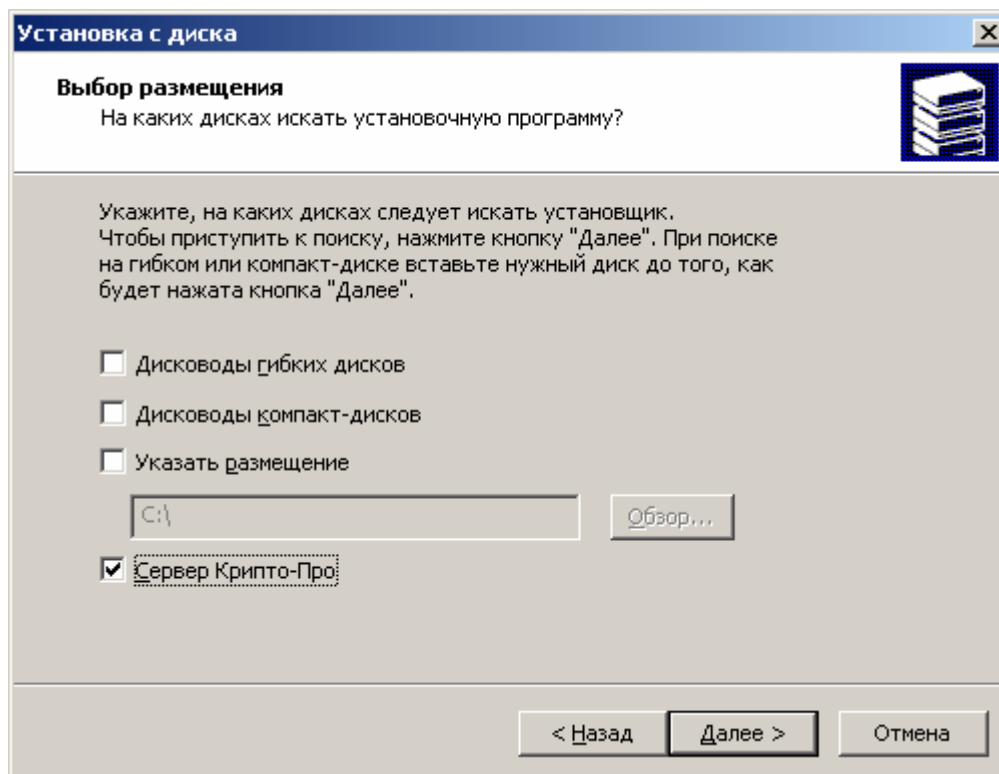 Установка с диска
Выбор размещения
На каких дисках искать установочную программу?
Укажите, на каких дисках следует искать установщик.
Чтобы приступить к поиску, нажмите кнопку "Далее". При поиске
на гибком или компакт-диске вставьте нужный диск до того, как
будет нажата кнопка "Далее".
Дисководы гибких дисков
Дисководы компакт-дисков
Указать размещение
C:\
Обзор...
Сервер Крипто-Про
< Назад
Далее >
Отмена